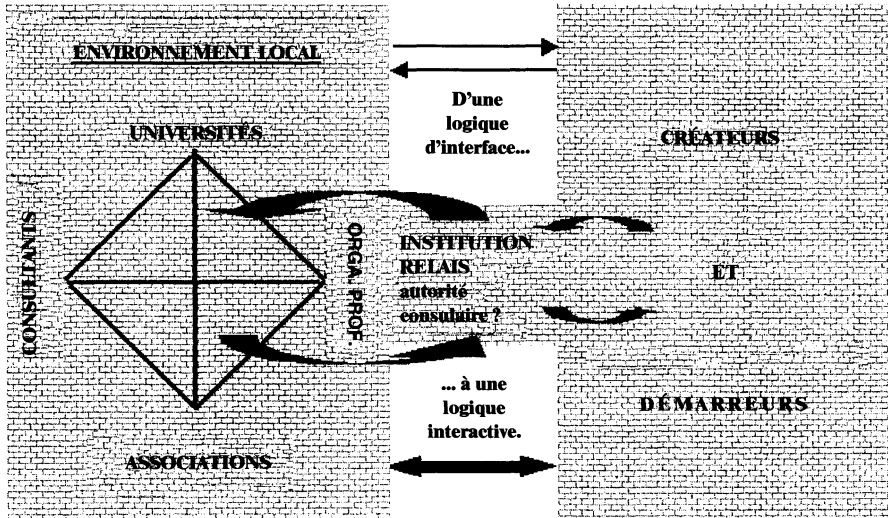 ENVIRONNEMENT LOCAL
UNIVERSITÉS
CONSULTANTS
ORGA PROF
ASSOCIATIONS
D'une
logique
d'interface...
INSTITUTION
RELAIS
autorité
consulaire ?
... à une
logique
interactive.
CRÉATEURS
ET
DÉMARREURS